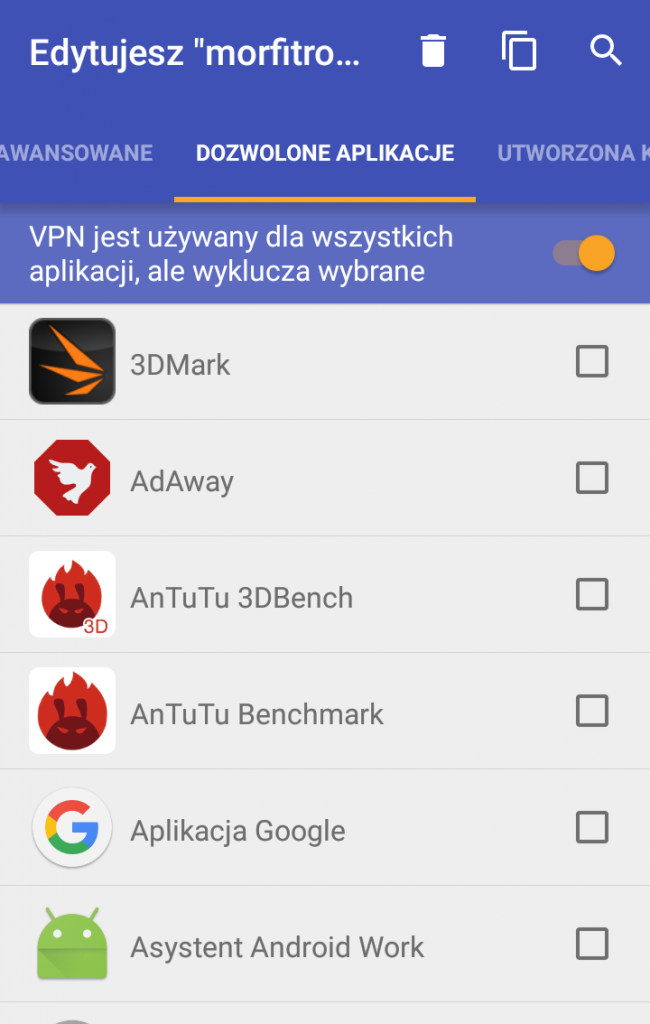 Edytujesz "morfitro...
AWANSOWANE
DOZWOLONE APLIKACJE
UTWORZONA K
VPN jest używany dla wszystkich
aplikacji, ale wyklucza wybrane
3DMark
AdAway
3D
AnTuTu 3DBench
AnTuTu Benchmark
G
Aplikacja Google
Asystent Android Work